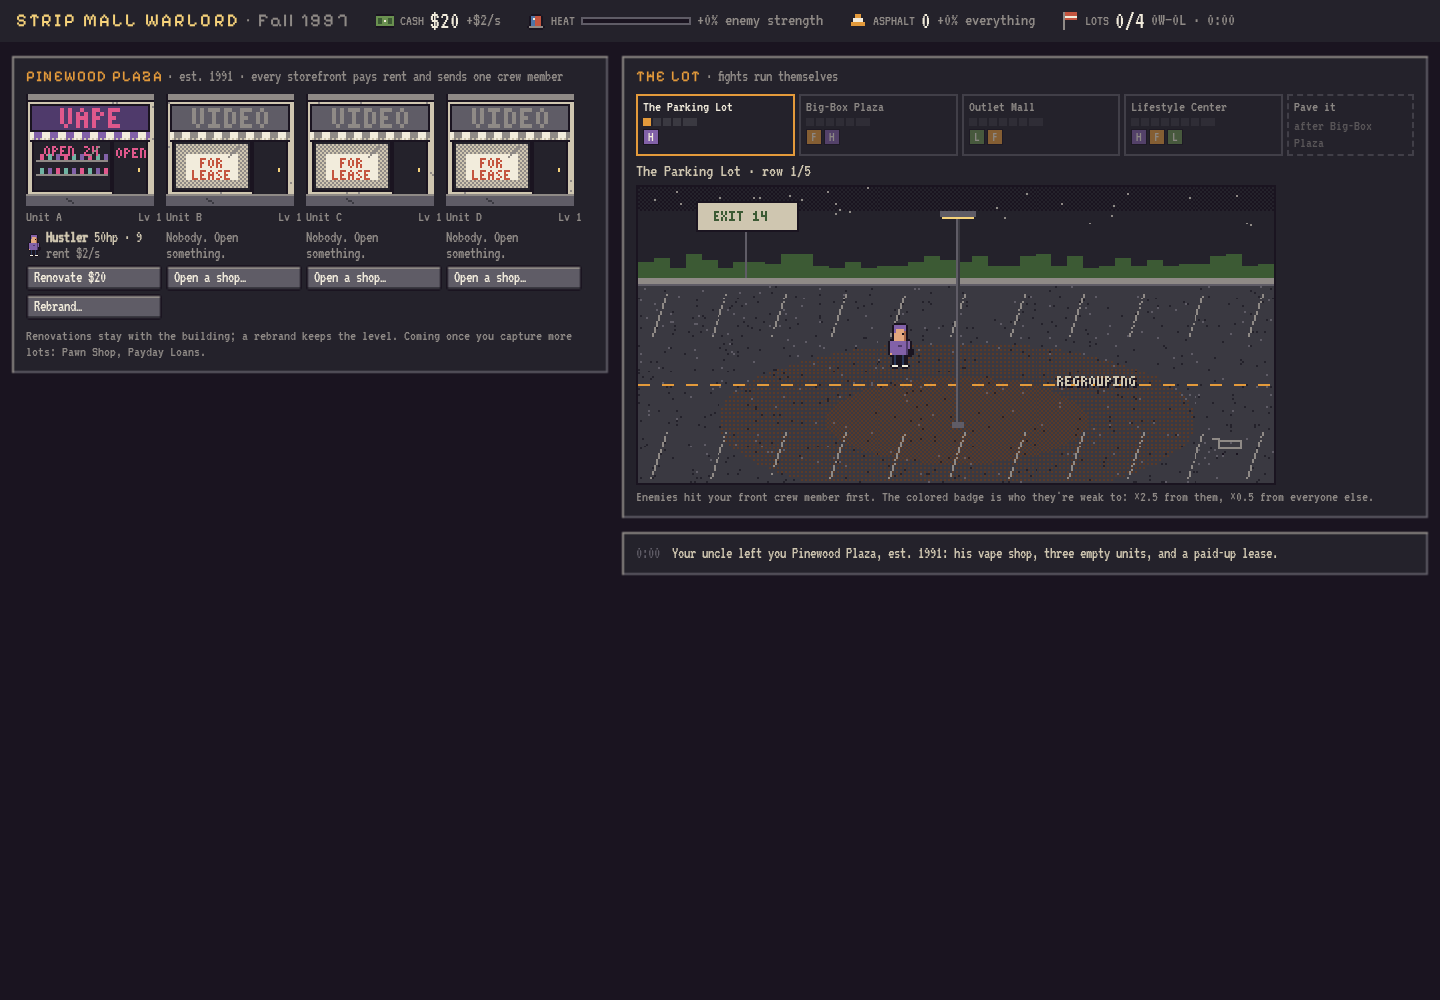 STRIP MALL WARLORD · Fall 1997
CASH $20 +$2/s
HEAT +0% enemy strength
ASPHALT 0 +0% everything
LOTS 0/4 0W-0L · 0:00
PINEWOOD PLAZA · est. 1991 · every storefront pays rent and sends one crew member
VAPE
VIDEO
VIDEO
VIDEO
OPEN 24
OPEN
FOR LEASE
FOR LEASE
FOR LEASE
Unit A Lv 1
Unit B Lv 1
Unit C Lv 1
Unit D Lv 1
Hustler 50hp · 9
rent $2/s
Nobody. Open
something.
Nobody. Open
something.
Nobody. Open
something.
Renovate $20
Open a shop…
Open a shop…
Open a shop…
Rebrand…
Renovations stay with the building; a rebrand keeps the level. Coming once you capture more
lots: Pawn Shop, Payday Loans.
THE LOT · fights run themselves
The Parking Lot
H
Big-Box Plaza
F H
Outlet Mall
L F
Lifestyle Center
H F L
Pave it
after Big-Box
Plaza
The Parking Lot · row 1/5
EXIT 14
REGROUPING
Enemies hit your front crew member first. The colored badge is who they're weak to: ×2.5 from them, ×0.5 from everyone else.
0:00 Your uncle left you Pinewood Plaza, est. 1991: his vape shop, three empty units, and a paid-up lease.